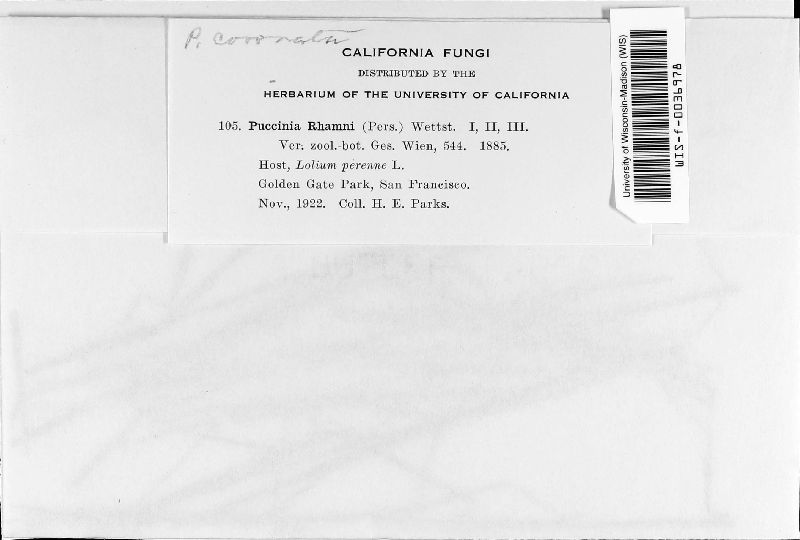 P. coronata
CALIFORNIA FUNGI
DISTRIBUTED BY THE
HERBARIUM OF THE UNIVERSITY OF CALIFORNIA
105. Puccinia Rhamni (Pers.) Wettst. I, II, III.
Ver. zool.-bot. Ges. Wien, 544. 1885.
Host, Lolium perenne L.
Golden Gate Park, San Francisco.
Nov., 1922. Coll. H. E. Parks.
University of Wisconsin-Madison (WIS)
WIS-f-0036978